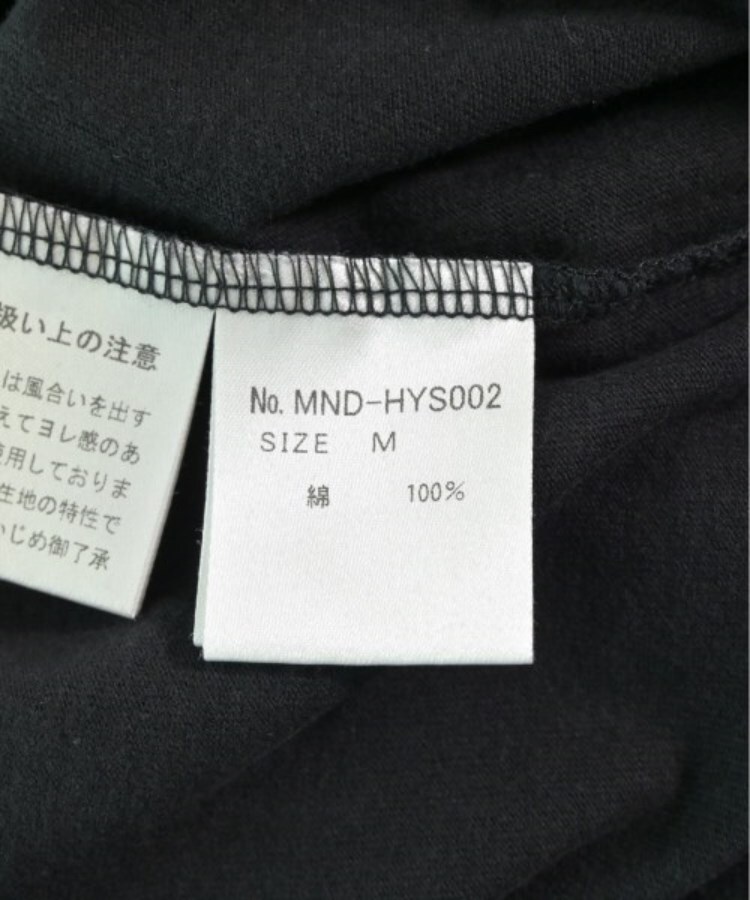 扱い上の注意
は風合いを出す
えてヨレ感のあ
使用しておりま
生地の特性で
いじめ御了承
No. MND-HYS002
SIZE M
綿 100%